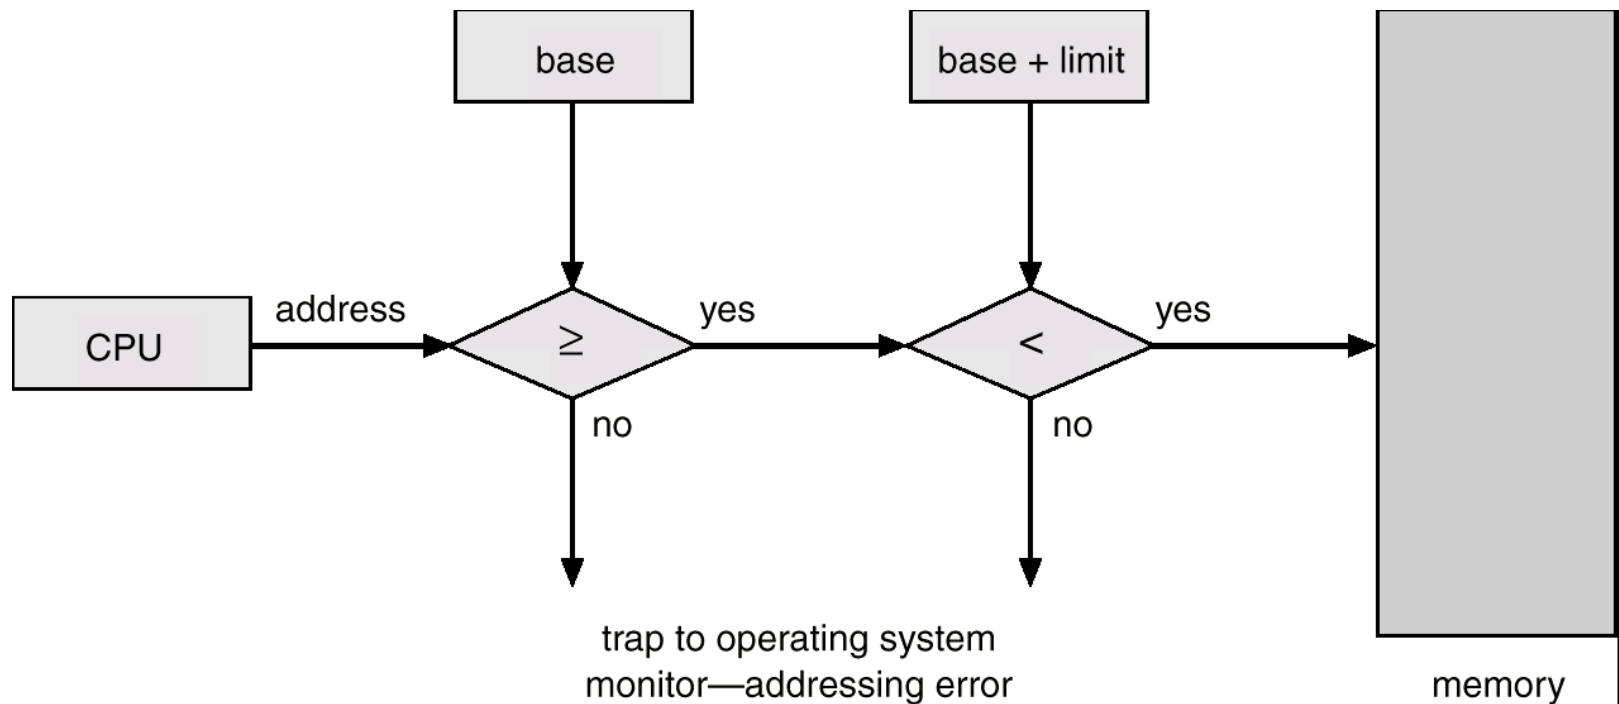 base
base + limit
CPU
address
≥
yes
<
yes
no
no
trap to operating system
monitor—addressing error
memory